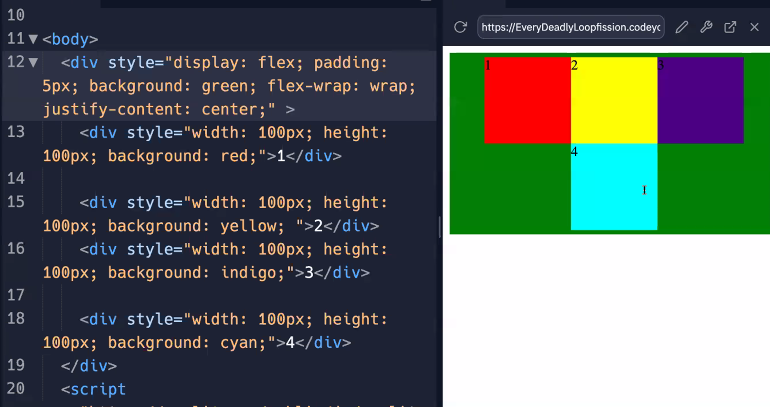 10
11 <body>
12 <div style="display: flex; padding:
5px; background: green; flex-wrap: wrap;
justify-content: center;" >
13 <div style="width: 100px; height:
100px; background: red;">1</div>
14
15 <div style="width: 100px; height:
100px; background: yellow; ">2</div>
16 <div style="width: 100px; height:
100px; background: indigo;">3</div>
17
18 <div style="width: 100px; height:
100px; background: cyan;">4</div>
19 </div>
20 <script
https://EveryDeadlyLoopfission.codeyc
1 2 3
4